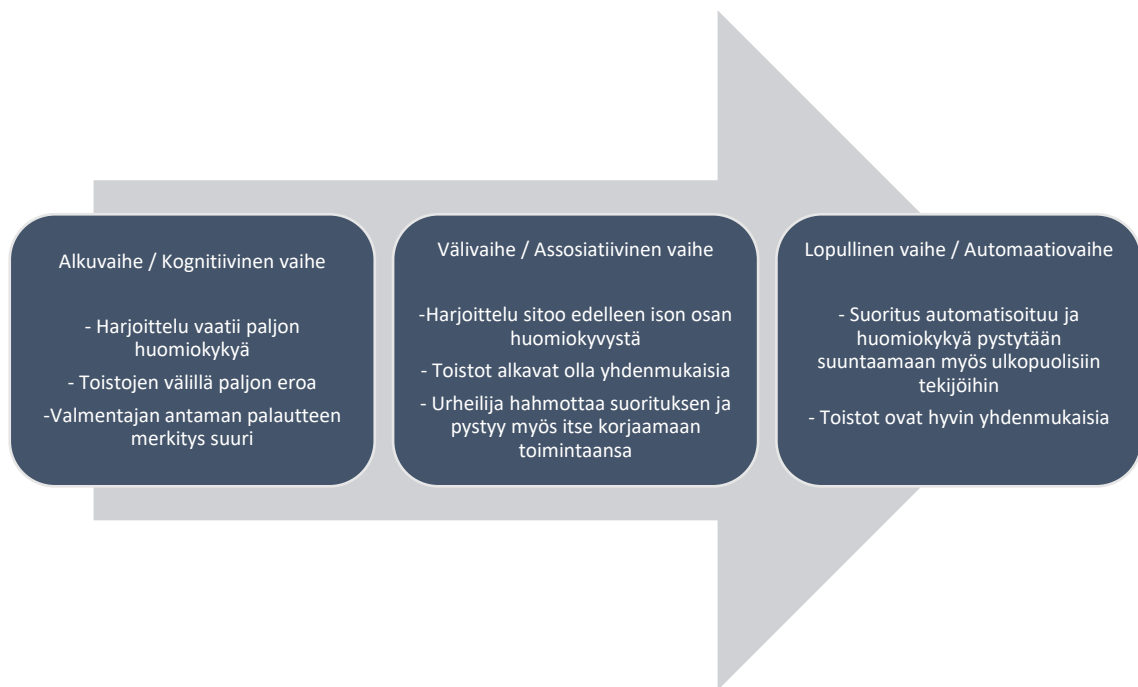 Alkuvaihe / Kognitiivinen vaihe
- Harjoittelu vaatii paljon
huomiokykyä
- Toistojen välillä paljon eroa
-Valmentajan antaman palautteen
merkitys suuri
Välivaihe / Assosiatiivinen vaihe
-Harjoittelu sitoo edelleen ison osan
huomiokyvystä
- Toistot alkavat olla yhdenmukaisia
- Urheilija hahmottaa suorituksen ja
pystyy myös itse korjaamaan
toimintaansa
Lopullinen vaihe / Automaatiovaihe
- Suoritus automatisoituu ja
huomiokykyä pystytään
suuntaamaan myös ulkopuolisiin
tekijöihin
- Toistot ovat hyvin yhdenmukaisia